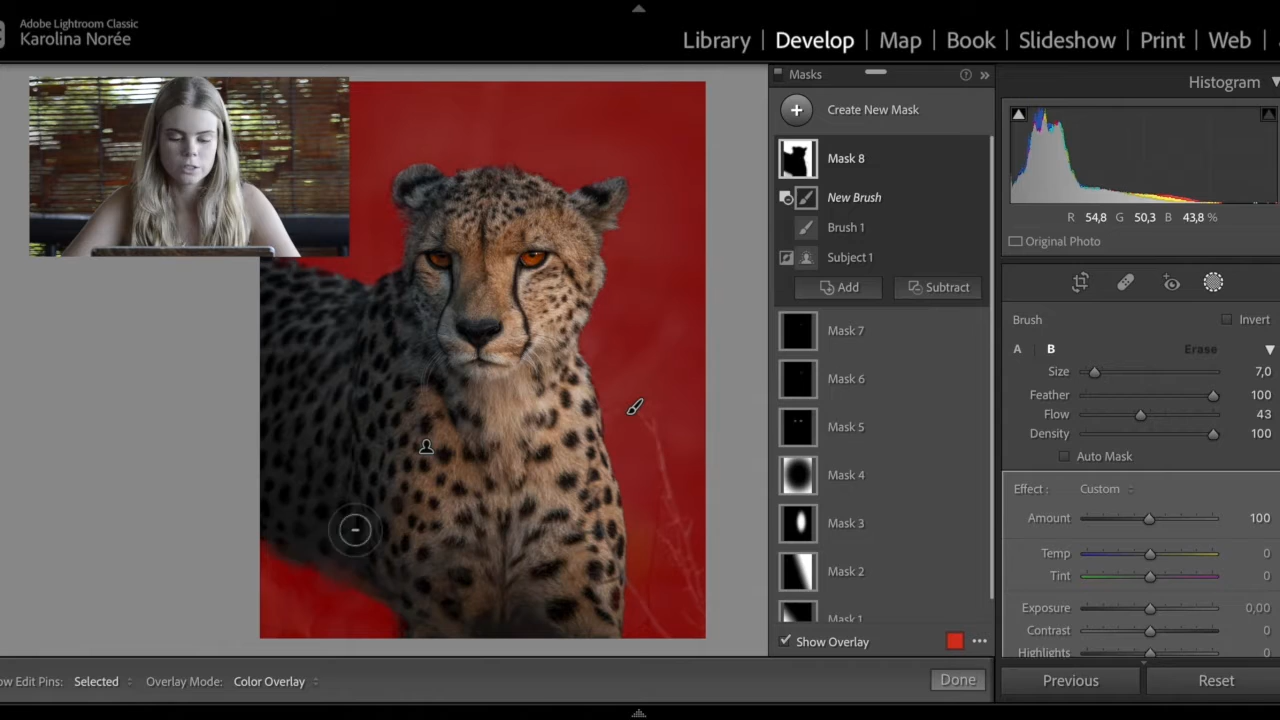 Adobe Lightroom Classic
Karolina Norée
Library | Develop | Map | Book | Slideshow | Print | Web |
Masks
Create New Mask
Mask 8
New Brush
Brush 1
Subject 1
Add
Subtract
Mask 7
Mask 6
Mask 5
Mask 4
Mask 3
Mask 2
Mask 1
Show Overlay
Histogram
R 54,8 G 50,3 B 43,8 %
Original Photo
Brush
Invert
A B Erase
Size 7,0
Feather 100
Flow 43
Density 100
Auto Mask
Effect : Custom
Amount 100
Temp 0
Tint 0
Exposure 0,00
Contrast 0
Highlights
Previous
Reset
ow Edit Pins: Selected Overlay Mode: Color Overlay
Done